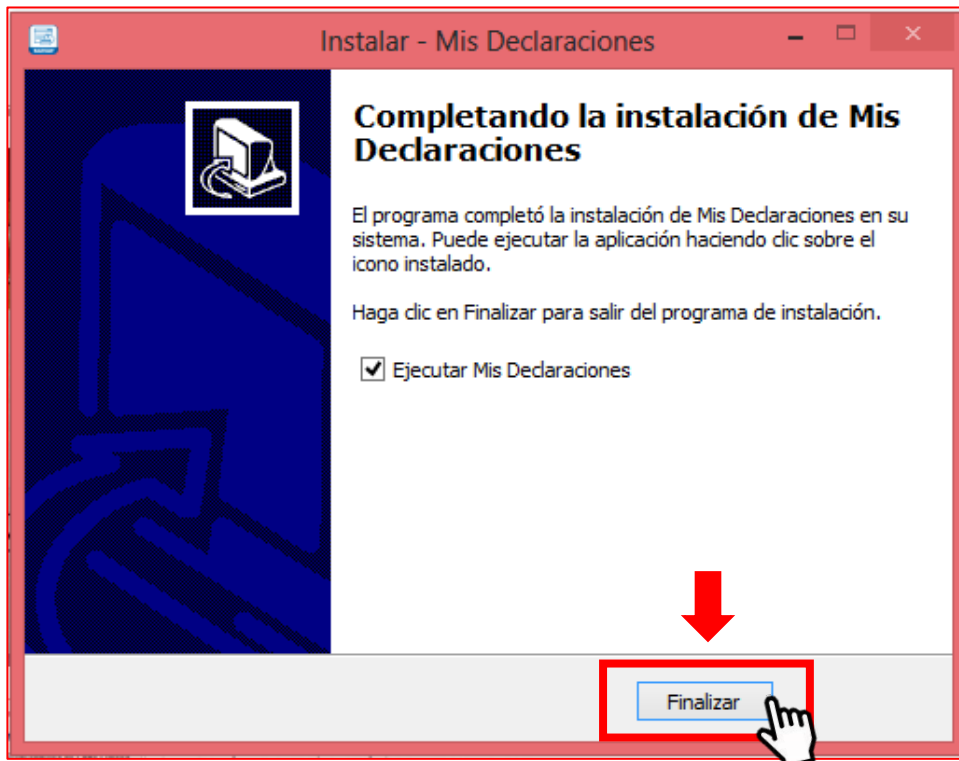 Instalar - Mis Declaraciones
Completando la instalación de Mis
Declaraciones
El programa completó la instalación de Mis Declaraciones en su
sistema. Puede ejecutar la aplicación haciendo clic sobre el
icono instalado.
Haga clic en Finalizar para salir del programa de instalación.
Ejecutar Mis Declaraciones
Finalizar